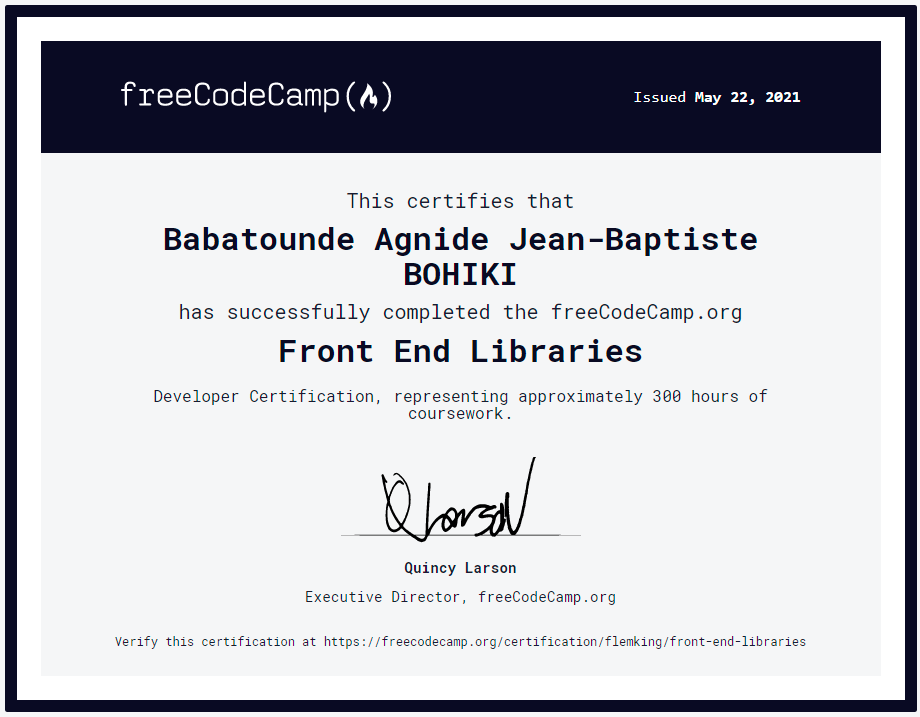 freeCodeCamp(🔥)
Issued May 22, 2021
This certifies that
Babatounde Agnide Jean-Baptiste
BOHIKI
has successfully completed the freeCodeCamp.org
Front End Libraries
Developer Certification, representing approximately 300 hours of
coursework.
Q Larson
Quincy Larson
Executive Director, freeCodeCamp.org
Verify this certification at https://freecodecamp.org/certification/flemking/front-end-libraries